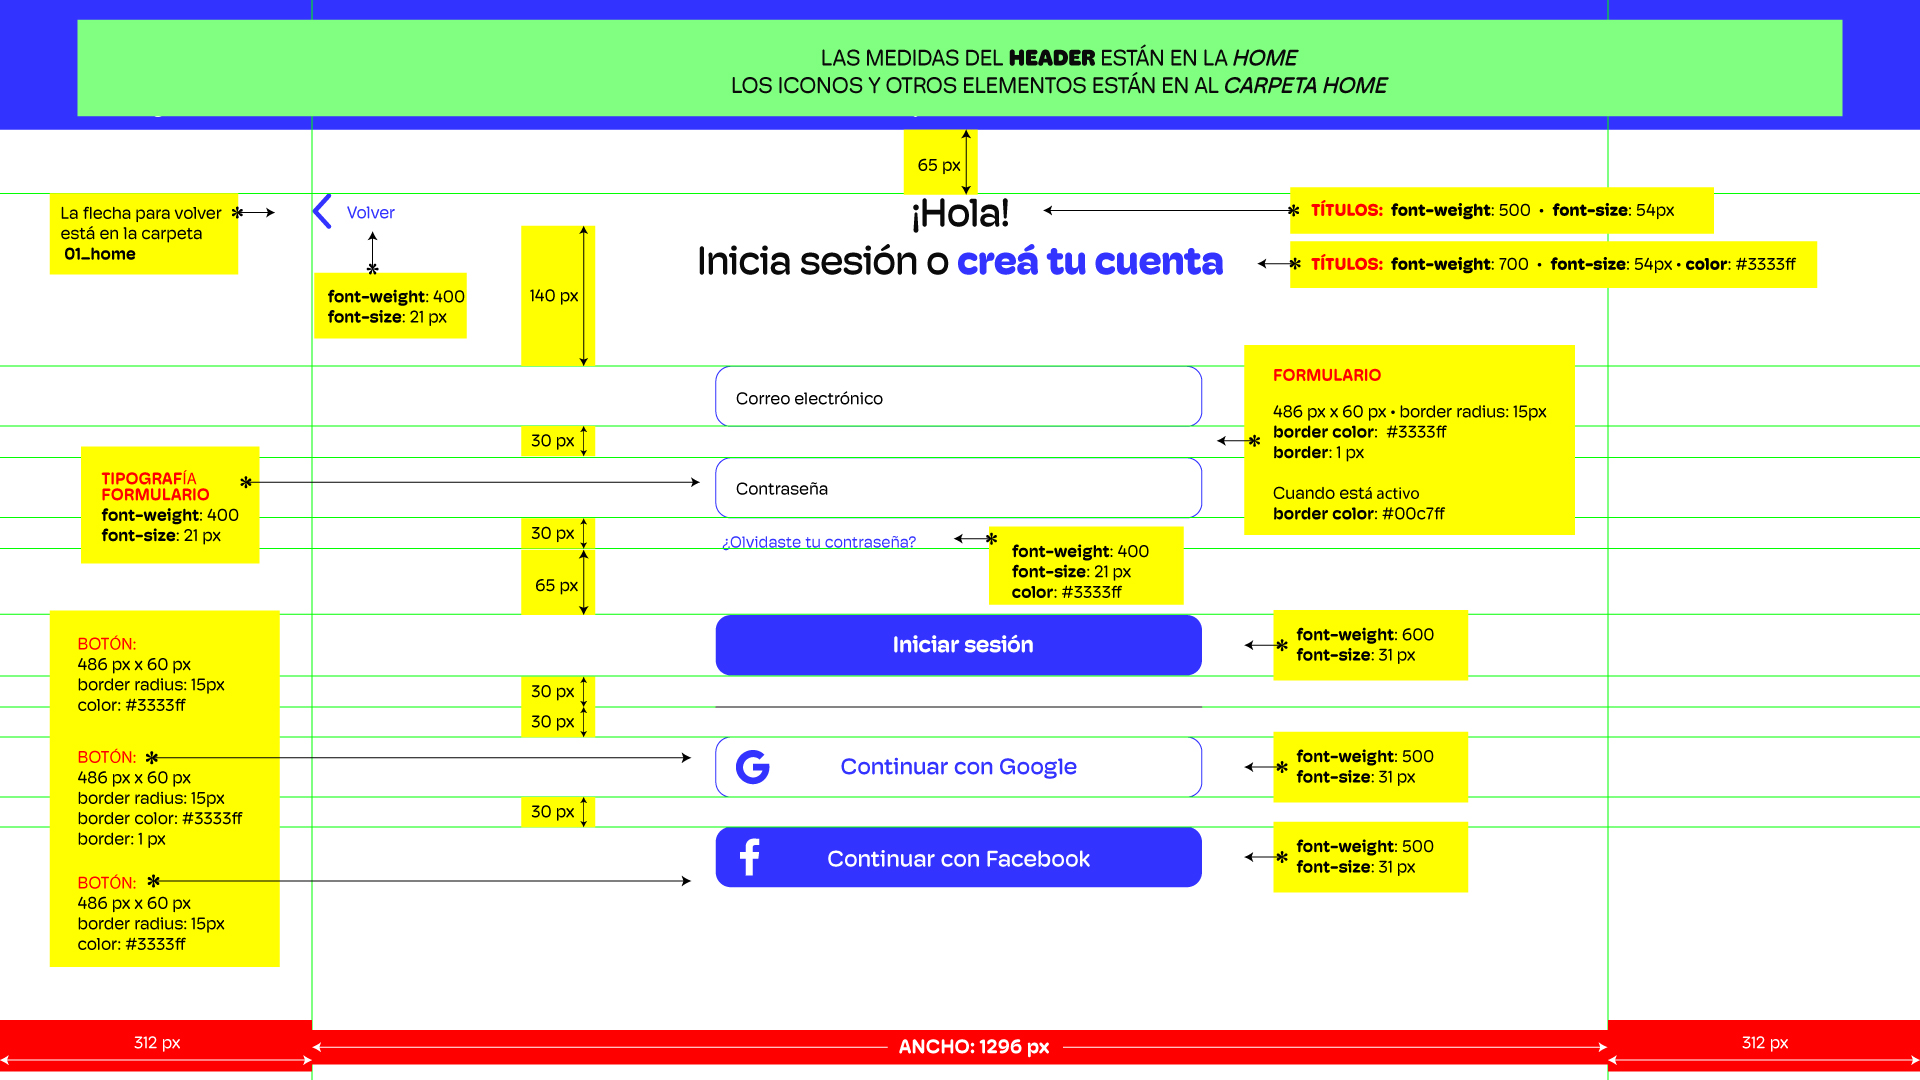 LAS MEDIDAS DEL HEADER ESTÁN EN LA HOME
LOS ICONOS Y OTROS ELEMENTOS ESTÁN EN AL CARPETA HOME
65 px
La flecha para volver
está en la carpeta
01_home
Volver
font-weight: 400
font-size: 21 px
¡Hola!
Inicia sesión o creá tu cuenta
TÍTULOS: font-weight: 500 • font-size: 54px
TÍTULOS: font-weight: 700 • font-size: 54px • color: #3333ff
140 px
Correo electrónico
30 px
Contraseña
FORMULARIO
486 px x 60 px • border radius: 15px
border color: #3333ff
border: 1 px
Cuando está activo
border color: #00c7ff
TIPOGRAFÍA
FORMULARIO
font-weight: 400
font-size: 21 px
30 px
¿Olvidaste tu contraseña?
font-weight: 400
font-size: 21 px
color: #3333ff
65 px
Iniciar sesión
font-weight: 600
font-size: 31 px
BOTÓN:
486 px x 60 px
border radius: 15px
color: #3333ff
30 px
30 px
BOTÓN:
486 px x 60 px
border radius: 15px
border color: #3333ff
border: 1 px
Continuar con Google
font-weight: 500
font-size: 31 px
30 px
Continuar con Facebook
font-weight: 500
font-size: 31 px
BOTÓN:
486 px x 60 px
border radius: 15px
color: #3333ff
312 px
ANCHO: 1296 px
312 px